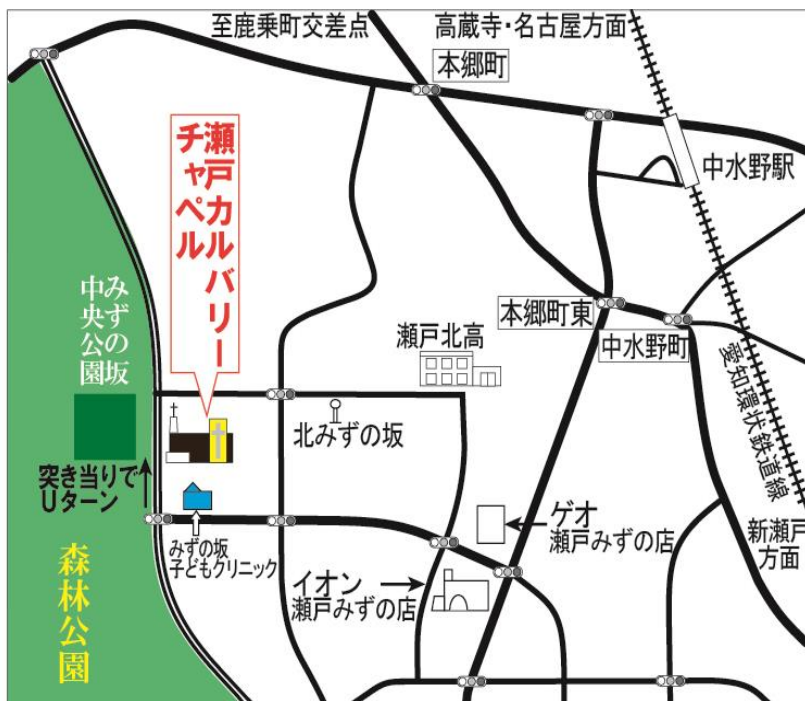 至鹿乗町交差点
高蔵寺・名古屋方面
本郷町
中水野駅
瀬戸カルバリー
チャペル
みずの坂
中央公園
瀬戸北高
本郷町東
中水野町
愛知環状鉄道線
北みずの坂
突き当りで
Uターン
みずの坂
子どもクリニック
ゲオ
瀬戸みずの店
新瀬戸
方面
イオン
瀬戸みずの店
森林公園